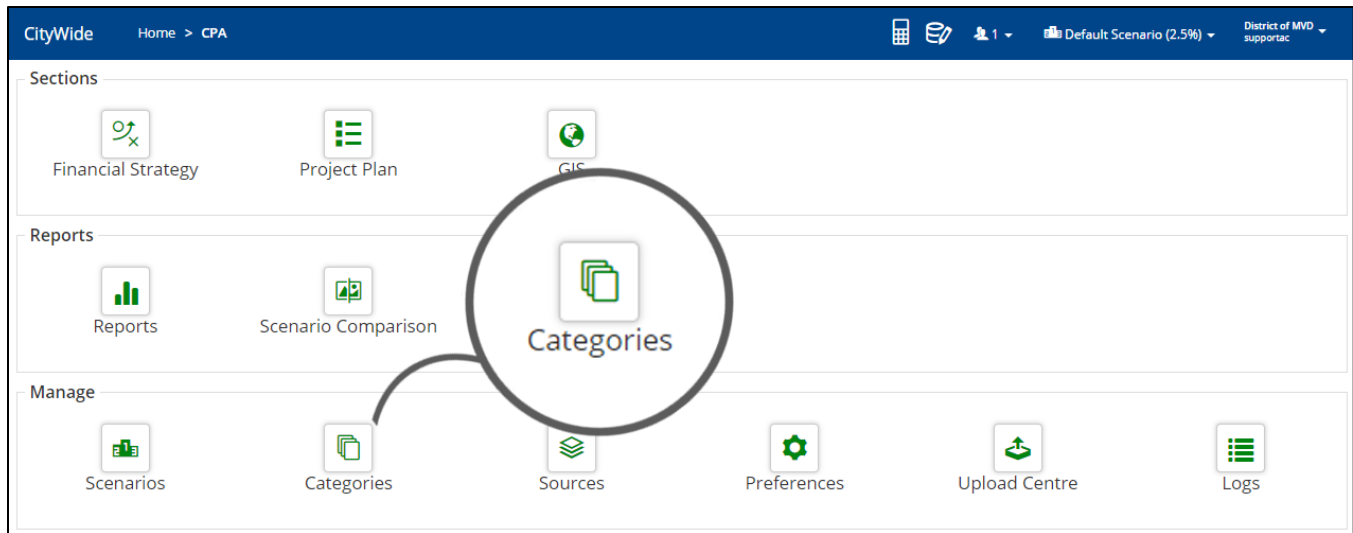 CityWide Home > CPA 1 Default Scenario (2.5%) District of MVD
supportac
Sections
Financial Strategy Project Plan GIS
Reports
Reports Scenario Comparison
Categories
Manage
Scenarios Categories Sources Preferences Upload Centre Logs